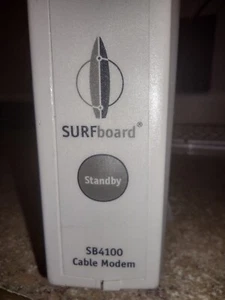 SURFboard®
Standby
SB4100
Cable Modem